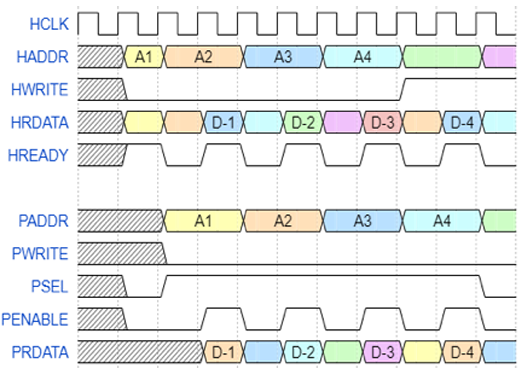 HCLK
HADDR A1 A2 A3 A4
HWRITE
HRDATA D-1 D-2 D-3 D-4
HREADY
PADDR A1 A2 A3 A4
PWRITE
PSEL
PENABLE
PRDATA D-1 D-2 D-3 D-4